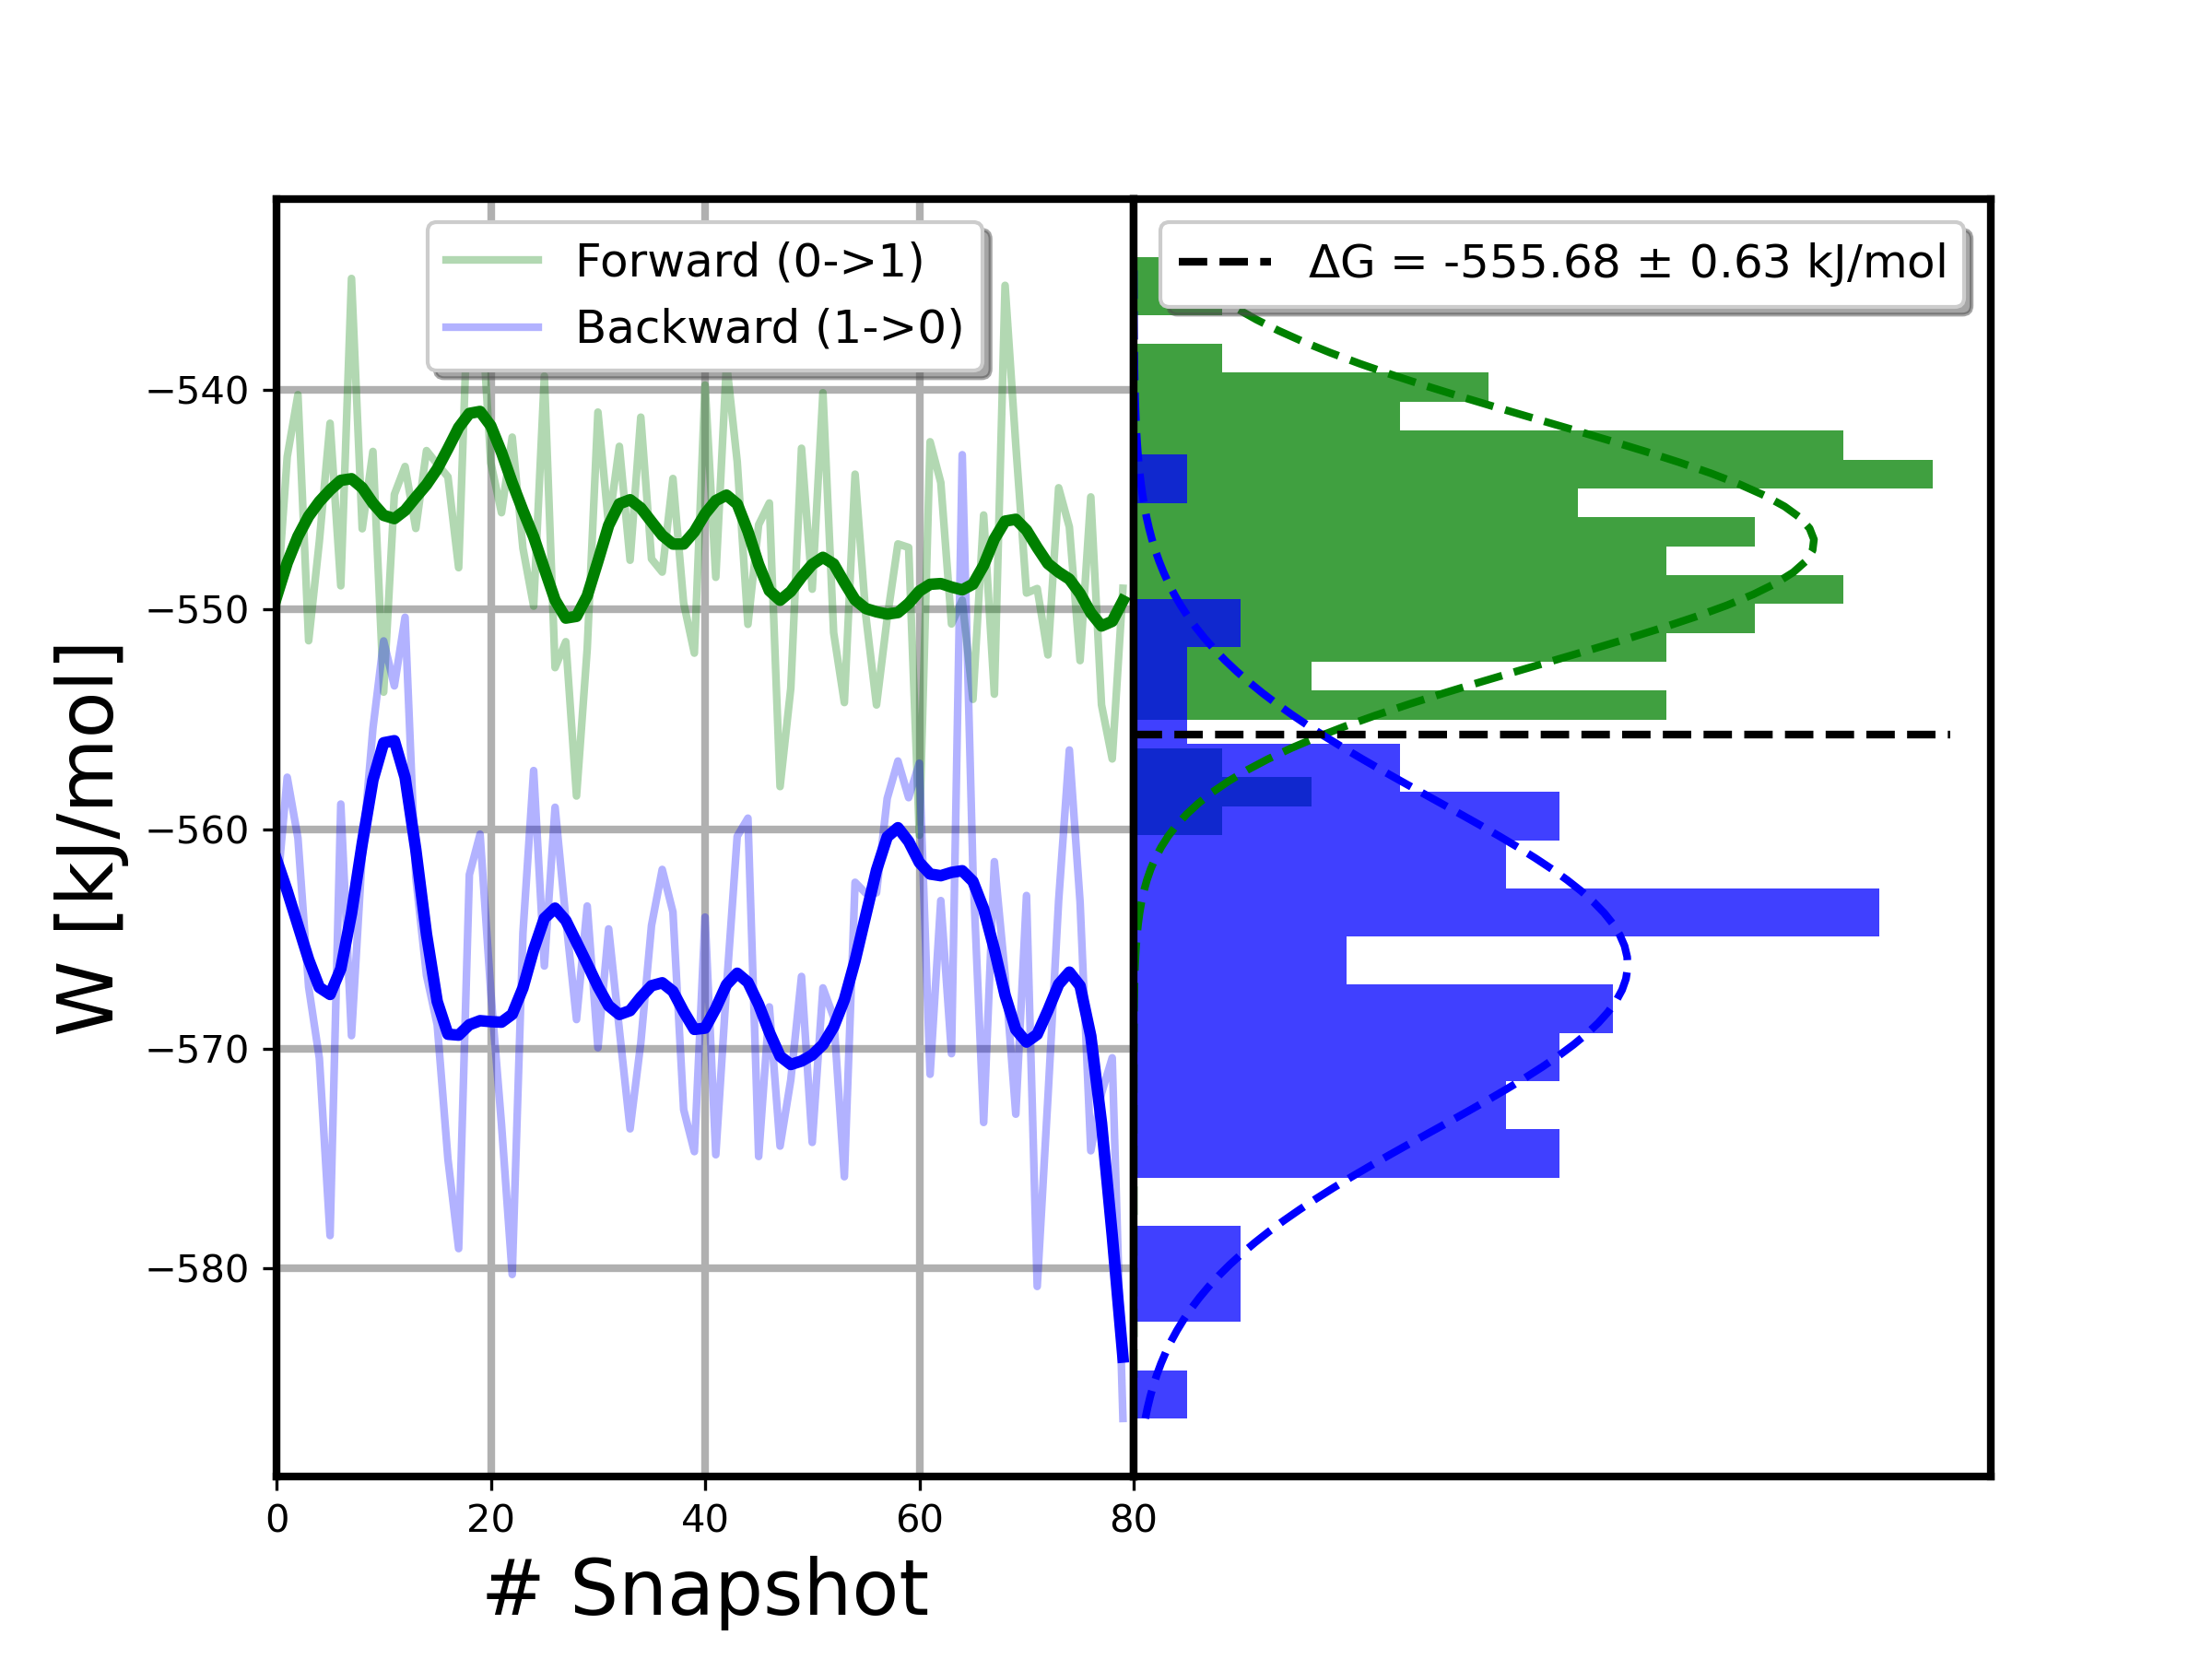 Forward (0->1)
Backward (1->0)
ΔG = -555.68 ± 0.63 kJ/mol
W [kJ/mol]
−540
−550
−560
−570
−580
0 20 40 60 80
# Snapshot